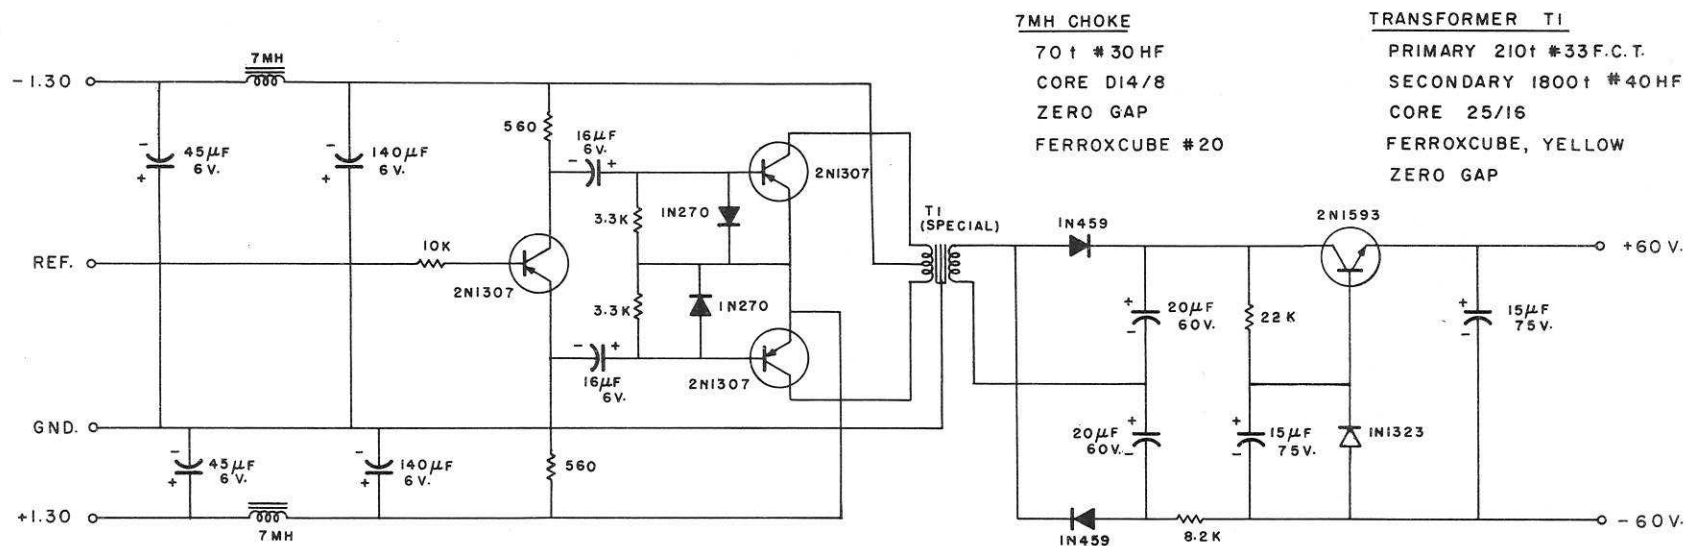 7MH CHOKE
70t #30HF
CORE D14/8
ZERO GAP
FERROXCUBE #20
TRANSFORMER T1
PRIMARY 210t #33F.C.T.
SECONDARY 1800t #40HF
CORE 25/16
FERROXCUBE, YELLOW
ZERO GAP
7MH
-1.30
560
16µF
6V.
45µF
6V.
140µF
6V.
2N1307
T1
(SPECIAL)
3.3K
1N270
1N459
2N1593
+60V.
REF.
10K
2N1307
3.3K
1N270
20µF
60V.
22K
15µF
75V.
16µF
6V.
2N1307
GND.
20µF
60V.
15µF
75V.
1N1323
45µF
6V.
140µF
6V.
560
+1.30
7MH
1N459
8.2K
-60V.